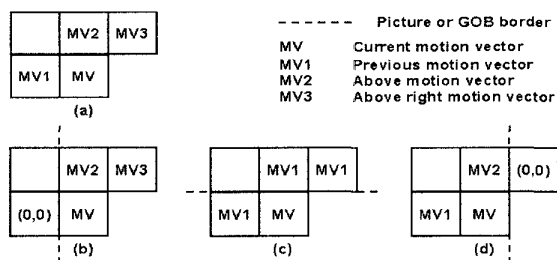 MV2 MV3
MV1 MV
(a)
----- Picture or GOB border
MV Current motion vector
MV1 Previous motion vector
MV2 Above motion vector
MV3 Above right motion vector
MV2 MV3
(0,0) MV
(b)
MV1 MV1
MV1 MV
(c)
MV2 (0,0)
MV1 MV
(d)